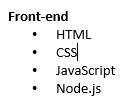 Front-end
• HTML
• CSS
• JavaScript
• Node.js